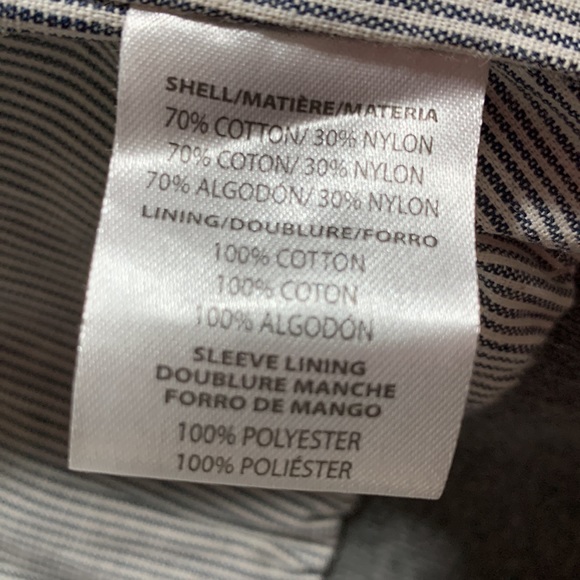 SHELL/MATIÈRE/MATERIA
70% COTTON/ 30% NYLON
70% COTON/ 30% NYLON
70% ALGODÓN/ 30% NYLON
LINING/DOUBLURE/FORRO
100% COTTON
100% COTON
100% ALGODÓN
SLEEVE LINING
DOUBLURE MANCHE
FORRO DE MANGO
100% POLYESTER
100% POLIÉSTER